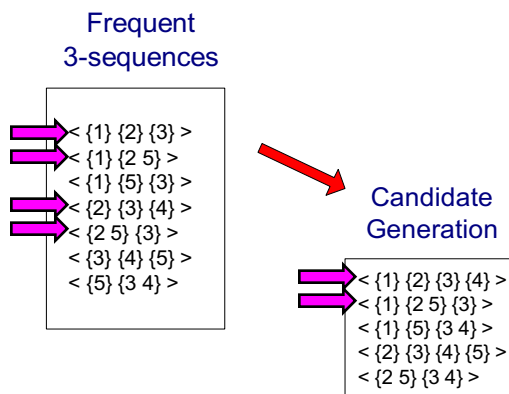 Frequent
3-sequences
< {1} {2} {3} >
< {1} {2 5} >
< {1} {5} {3} >
< {2} {3} {4} >
< {2 5} {3} >
< {3} {4} {5} >
< {5} {3 4} >
Candidate
Generation
< {1} {2} {3} {4} >
< {1} {2 5} {3} >
< {1} {5} {3 4} >
< {2} {3} {4} {5} >
< {2 5} {3 4} >